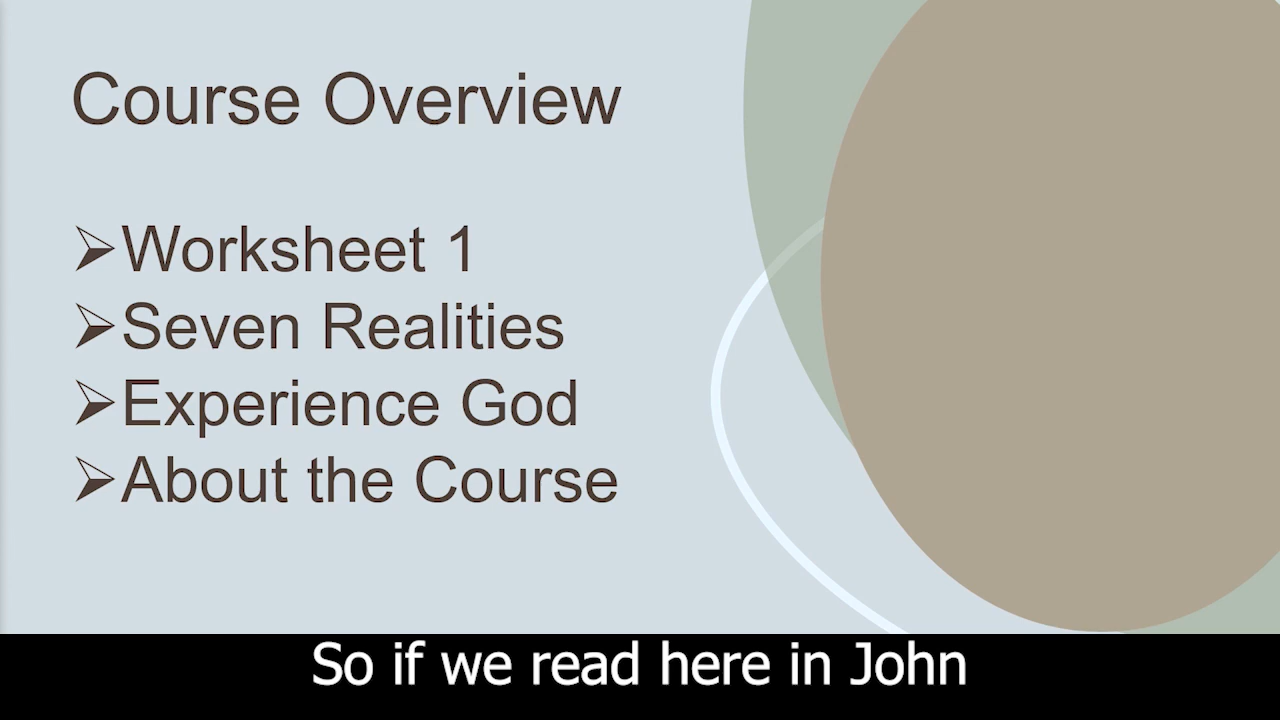 Course Overview
➢Worksheet 1
➢Seven Realities
➢Experience God
➢About the Course
So if we read here in John